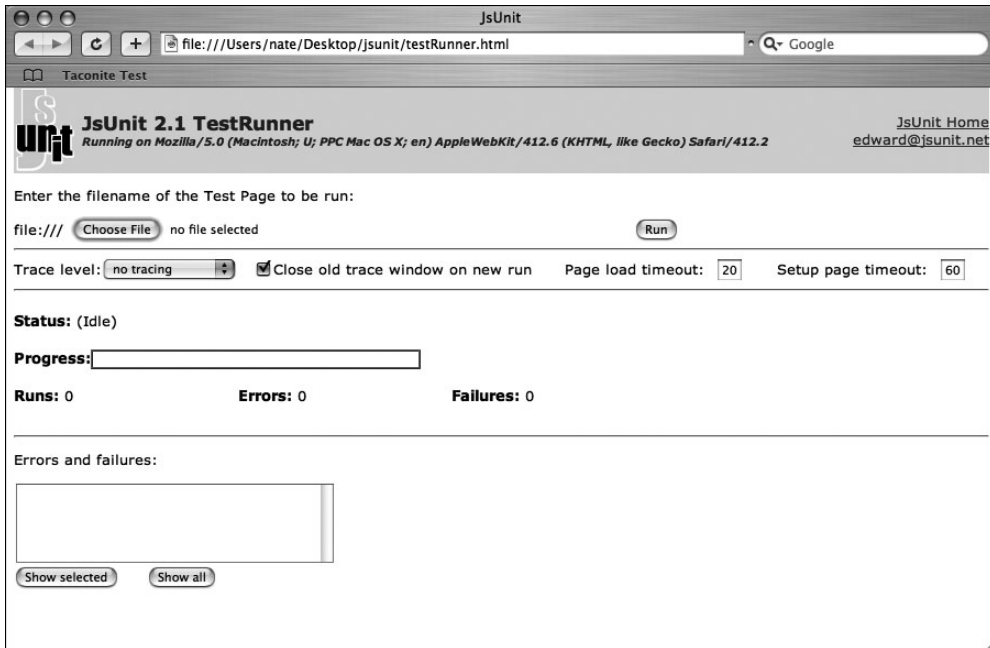 JsUnit
file:///Users/nate/Desktop/jsunit/testRunner.html
Google
Taconite Test
Js
unit
JsUnit 2.1 TestRunner
Running on Mozilla/5.0 (Macintosh; U; PPC Mac OS X; en) AppleWebKit/412.6 (KHTML, like Gecko) Safari/412.2
JsUnit Home
edward@jsunit.net
Enter the filename of the Test Page to be run:
file:/// Choose File no file selected Run
Trace level: no tracing Close old trace window on new run Page load timeout: 20 Setup page timeout: 60
Status: (Idle)
Progress:
Runs: 0 Errors: 0 Failures: 0
Errors and failures:
Show selected Show all